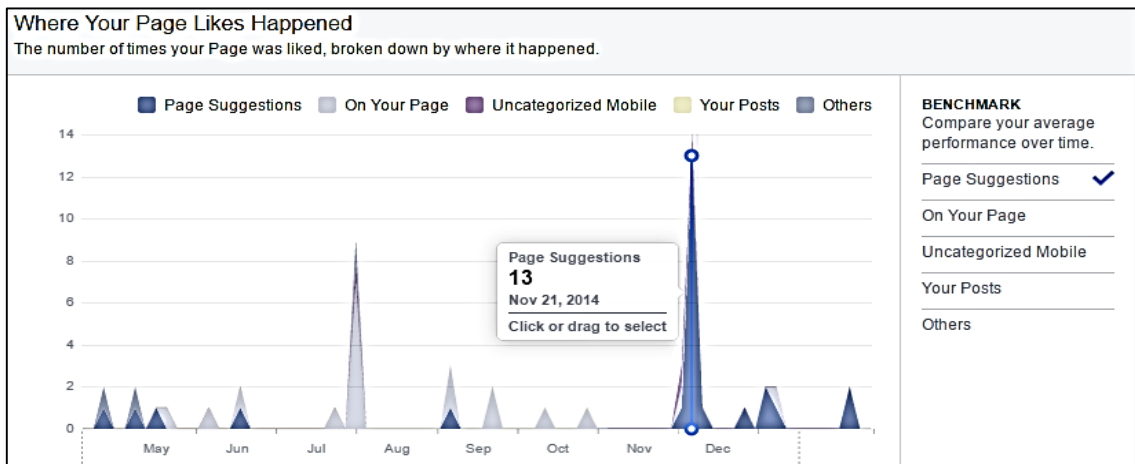 Where Your Page Likes Happened
The number of times your Page was liked, broken down by where it happened.
Page Suggestions On Your Page Uncategorized Mobile Your Posts Others
14
12
10
8
6
4
2
0
Page Suggestions
13
Nov 21, 2014
Click or drag to select
May Jun Jul Aug Sep Oct Nov Dec
BENCHMARK
Compare your average
performance over time.
Page Suggestions
On Your Page
Uncategorized Mobile
Your Posts
Others